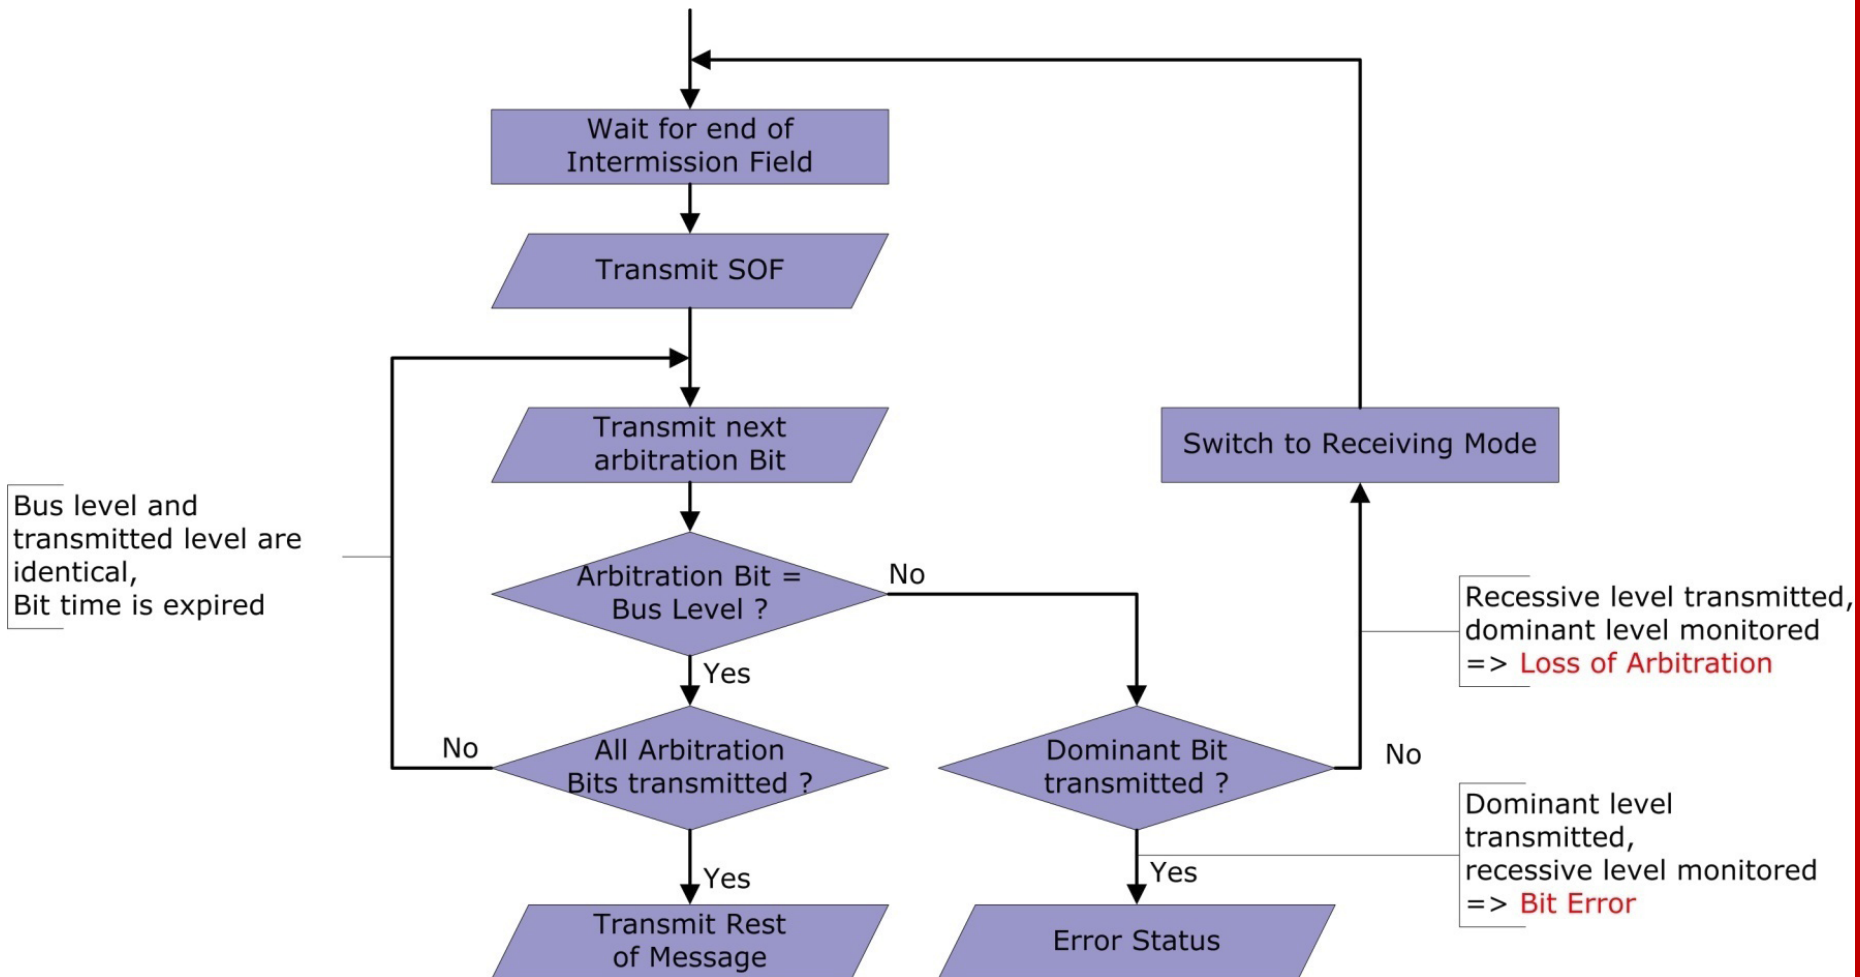 Wait for end of
Intermission Field
Transmit SOF
Transmit next
arbitration Bit
Switch to Receiving Mode
Bus level and
transmitted level are
identical,
Bit time is expired
Arbitration Bit =
Bus Level ?
No
Yes
Recessive level transmitted,
dominant level monitored
=> Loss of Arbitration
No
All Arbitration
Bits transmitted ?
Dominant Bit
transmitted ?
No
Dominant level
transmitted,
recessive level monitored
=> Bit Error
Yes
Yes
Transmit Rest
of Message
Error Status